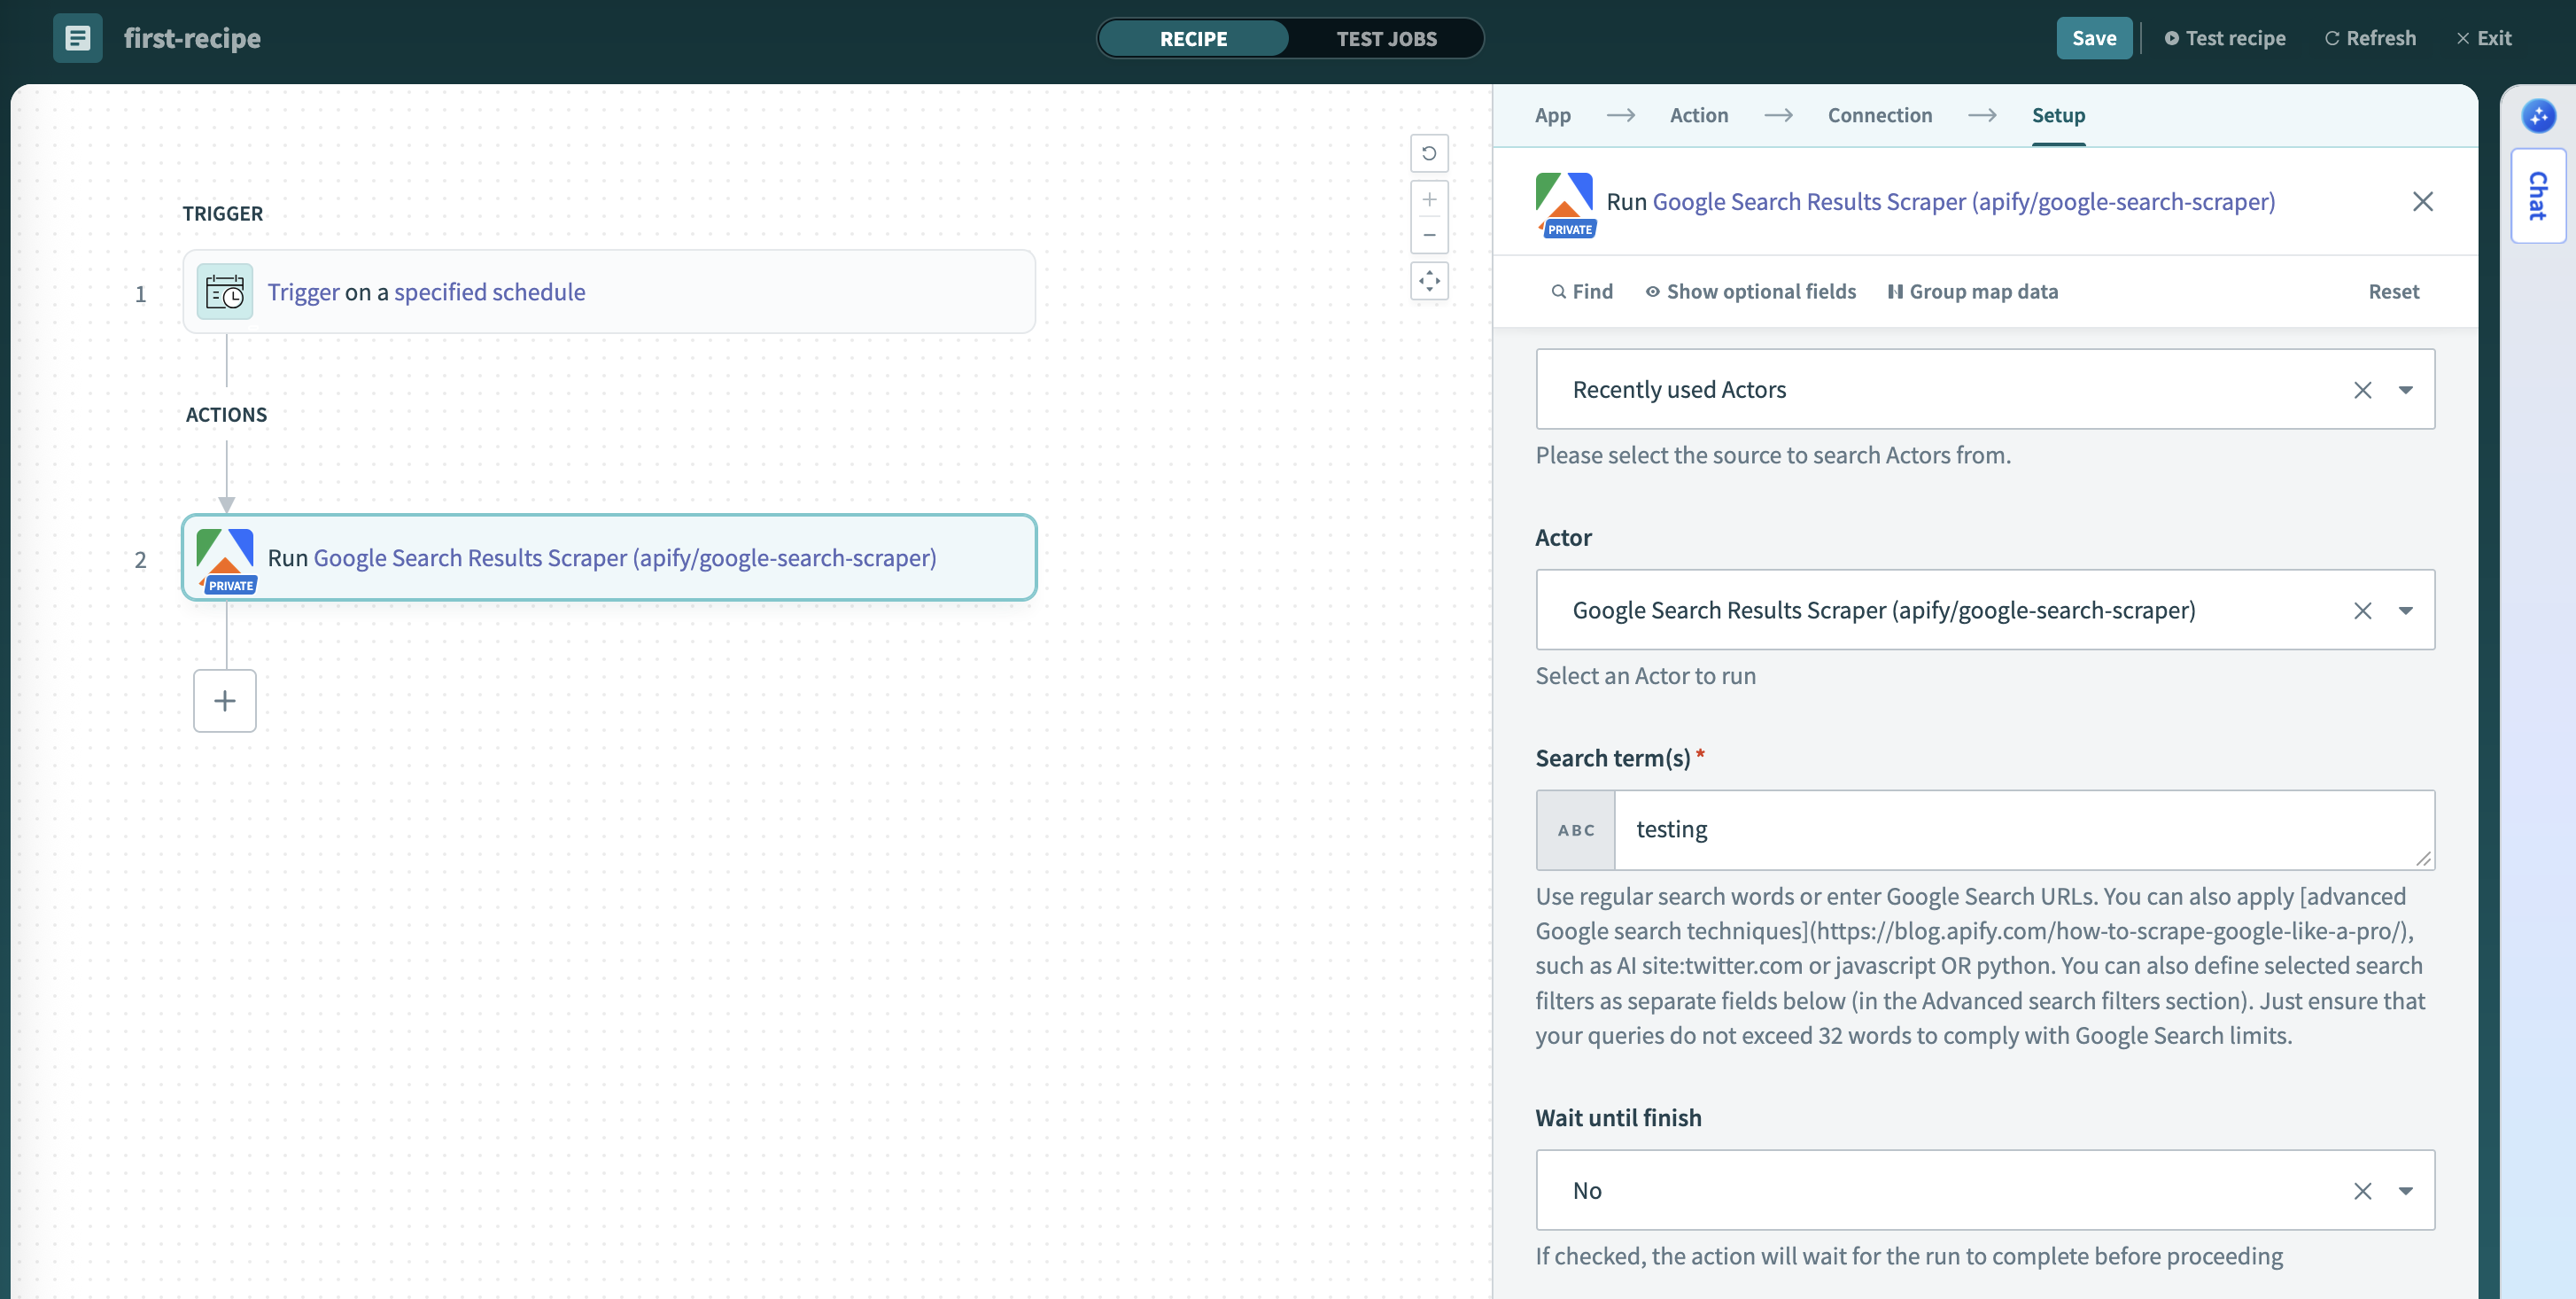 first-recipe
RECIPE
TEST JOBS
Save
Test recipe
Refresh
Exit
TRIGGER
1
Trigger on a specified schedule
ACTIONS
2
PRIVATE
Run Google Search Results Scraper (apify/google-search-scraper)
App
Action
Connection
Setup
PRIVATE
Run Google Search Results Scraper (apify/google-search-scraper)
Find
Show optional fields
Group map data
Reset
Recently used Actors
Please select the source to search Actors from.
Actor
Google Search Results Scraper (apify/google-search-scraper)
Select an Actor to run
Search term(s) *
ABC
testing
Use regular search words or enter Google Search URLs. You can also apply [advanced
Google search techniques](https://blog.apify.com/how-to-scrape-google-like-a-pro/),
such as AI site:twitter.com or javascript OR python. You can also define selected search
filters as separate fields below (in the Advanced search filters section). Just ensure that
your queries do not exceed 32 words to comply with Google Search limits.
Wait until finish
No
If checked, the action will wait for the run to complete before proceeding
Chat